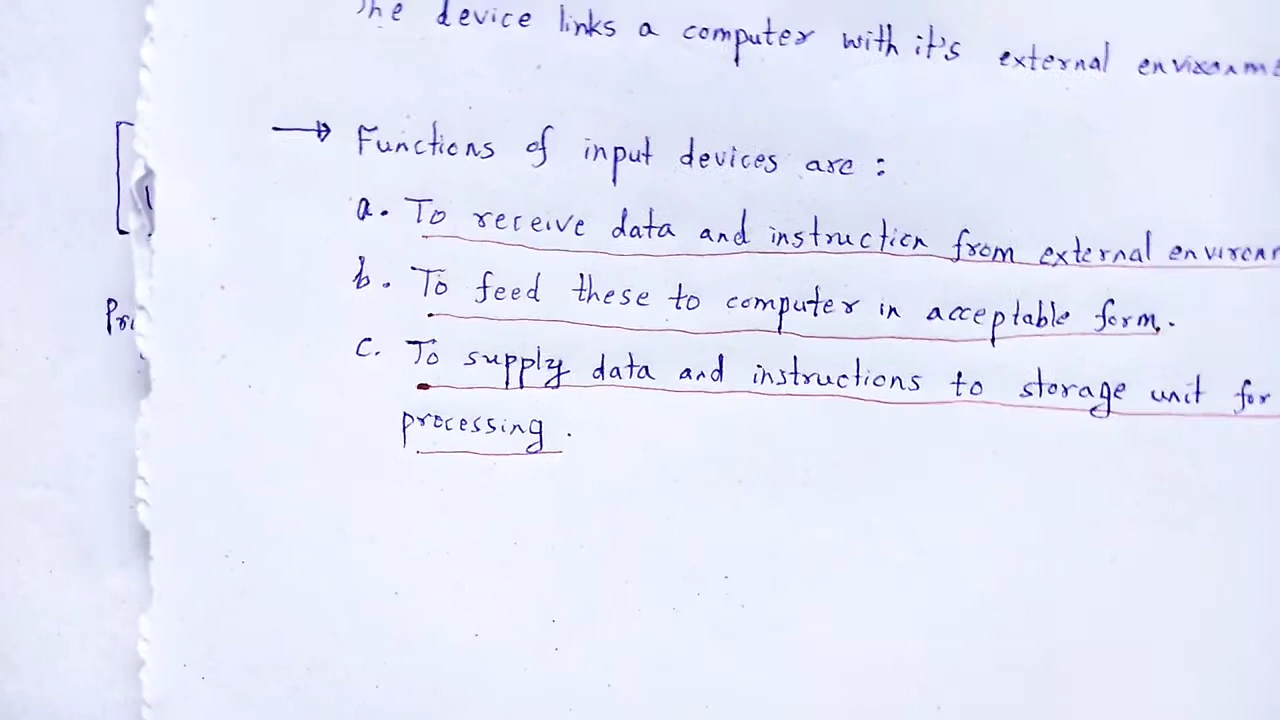 The device links a computer with it's external
→ Functions of input devices are :
a. To receive data and instruction from external
b. To feed these to computer in acceptable form.
c. To supply data and instructions to storage unit for
processing.